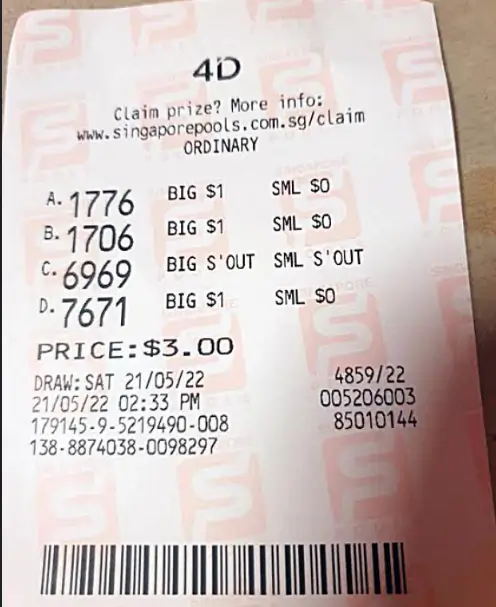 4D
Claim prize? More info:
www.singaporepools.com.sg/claim
ORDINARY
A. 1776 BIG $1 SML $0
B. 1706 BIG $1 SML $0
C. 6969 BIG S'OUT SML S'OUT
D. 7671 BIG $1 SML $0
PRICE:$3.00
DRAW: SAT 21/05/22 4859/22
21/05/22 02:33 PM 005206003
179145-9-5219490-008 85010144
138-8874038-0098297